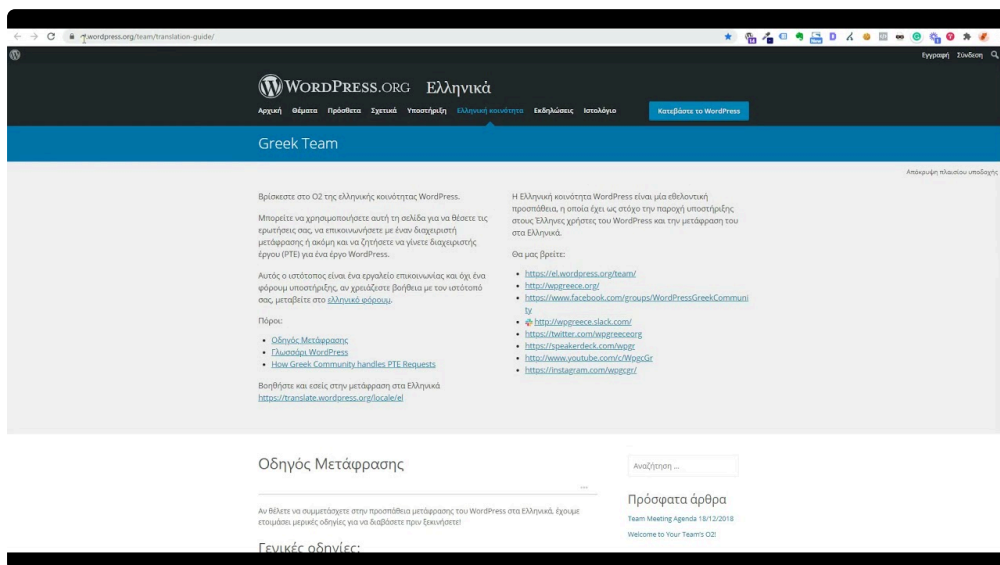 wordpress.org/team/translation-guide/
Εγγραφή Σύνδεση
WORDPRESS.ORG Ελληνικά
Αρχική Θέματα Πρόσθετα Σχετικά Υποστήριξη Ελληνική κοινότητα Εκδηλώσεις Ιστολόγιο Κατεβάστε το WordPress
Greek Team
Απόκρυψη πλαισίου υποδοχής
Βρίσκεστε στο O2 της ελληνικής κοινότητας WordPress.
Μπορείτε να χρησιμοποιήσετε αυτή τη σελίδα για να θέσετε τις
ερωτήσεις σας, να επικοινωνήσετε με έναν διαχειριστή
μετάφρασης ή ακόμη και να ζητήσετε να γίνετε διαχειριστής
έργου (PTE) για ένα έργο WordPress.
Αυτός ο ιστότοπος είναι ένα εργαλείο επικοινωνίας και όχι ένα
φόρουμ υποστήριξης, αν χρειάζεστε βοήθεια με τον ιστότοπό
σας, μεταβείτε στο ελληνικό φόρουμ.
Πόροι:
Οδηγός Μετάφρασης
Γλωσσάρι WordPress
How Greek Community handles PTE Requests
Βοηθήστε και εσείς στην μετάφραση στα Ελληνικά
https://translate.wordpress.org/locale/el
Η Ελληνική κοινότητα WordPress είναι μία εθελοντική
προσπάθεια, η οποία έχει ως στόχο την παροχή υποστήριξης
στους Έλληνες χρήστες του WordPress και την μετάφραση του
στα Ελληνικά.
Θα μας βρείτε:
https://el.wordpress.org/team/
http://wpgreece.org/
https://www.facebook.com/groups/WordPressGreekCommuni
ty
http://wpgreece.slack.com/
https://twitter.com/wpgreeceorg
https://speakerdeck.com/wpgr
http://www.youtube.com/c/WpgcGr
https://instagram.com/wpgcgr/
Οδηγός Μετάφρασης
Αν θέλετε να συμμετάσχετε στην προσπάθεια μετάφρασης του WordPress στα Ελληνικά, έχουμε
ετοιμάσει μερικές οδηγίες για να διαβάσετε πριν ξεκινήσετε!
Γενικές οδηγίες:
Αναζήτηση ...
Πρόσφατα άρθρα
Team Meeting Agenda 18/12/2018
Welcome to Your Team's O2!